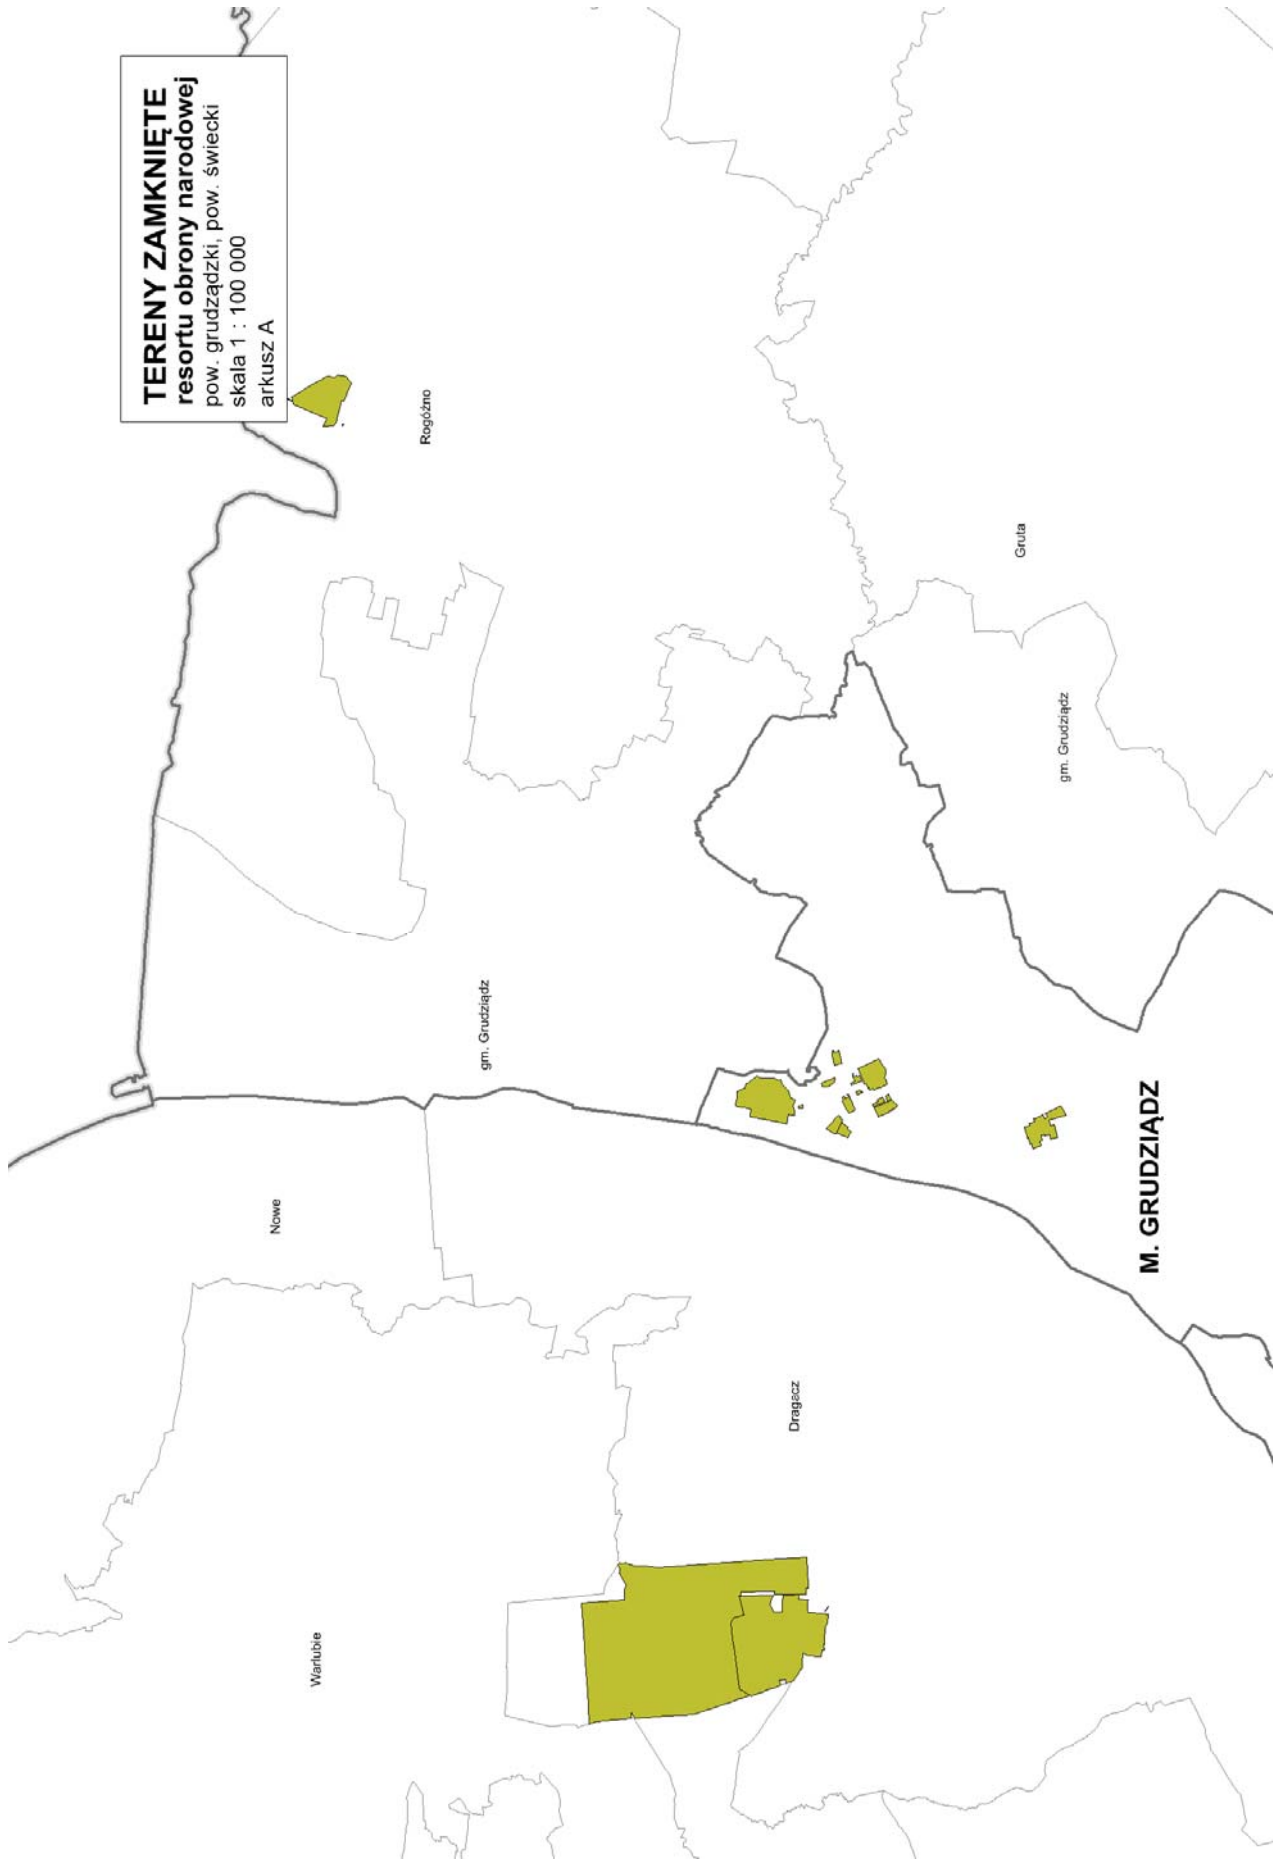 TERENY ZAMKNIĘTE
resortu obrony narodowej
pow. grudządzki, pow. świecki
skala 1 : 100 000
arkusz A
Rogóźno
Gruta
gm. Grudziądz
gm. Grudziądz
Nowe
M. GRUDZIĄDZ
Dragacz
Warlubie